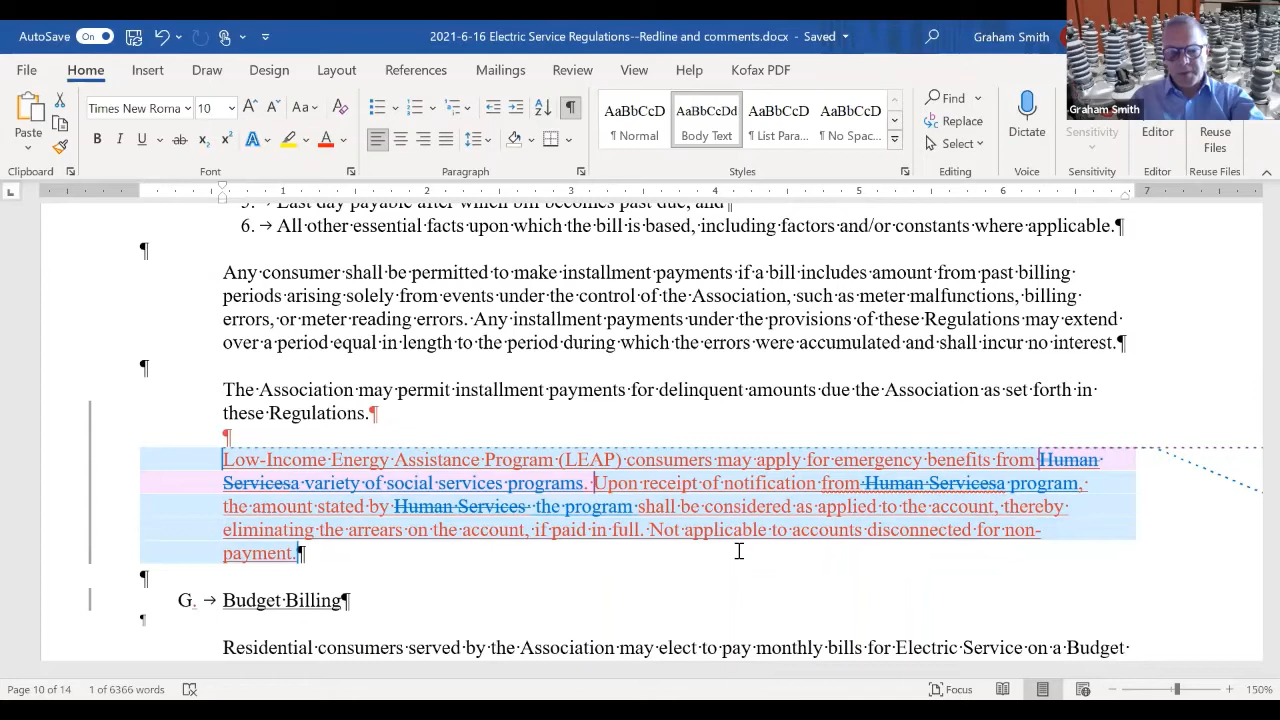 AutoSave On 2021-6-16 Electric Service Regulations--Redline and comments.docx - Saved Graham Smith
Graham Smith
File Home Insert Draw Design Layout References Mailings Review View Help Kofax PDF
Paste
Times New Roma 10
Aa
B I U ab x₂ x² A A
AaBbCcD AaBbCcDd AaBbCcD AaBbCcD
¶ Normal Body Text ¶ List Para... ¶ No Spac...
Find
Replace
Select
Dictate
Sensitivity
Editor
Reuse Files
Clipboard Font Paragraph Styles Editing Voice Sensitivity Editor Reuse Files
1 2 3 4 5 6 7
5. → Last day payable after which bill becomes past due, and¶
6. → All other essential facts upon which the bill is based, including factors and/or constants where applicable.¶
¶
Any consumer shall be permitted to make installment payments if a bill includes amount from past billing
periods arising solely from events under the control of the Association, such as meter malfunctions, billing
errors, or meter reading errors. Any installment payments under the provisions of these Regulations may extend
over a period equal in length to the period during which the errors were accumulated and shall incur no interest.¶
¶
The Association may permit installment payments for delinquent amounts due the Association as set forth in
these Regulations.¶
¶
Low-Income Energy Assistance Program (LEAP) consumers may apply for emergency benefits from Human
Servicesa variety of social services programs. Upon receipt of notification from Human Servicesa program,
the amount stated by Human Services the program shall be considered as applied to the account, thereby
eliminating the arrears on the account, if paid in full. Not applicable to accounts disconnected for non-
payment.¶
¶
G. → Budget Billing¶
¶
Residential consumers served by the Association may elect to pay monthly bills for Electric Service on a Budget
Page 10 of 14 1 of 6366 words Focus 150%